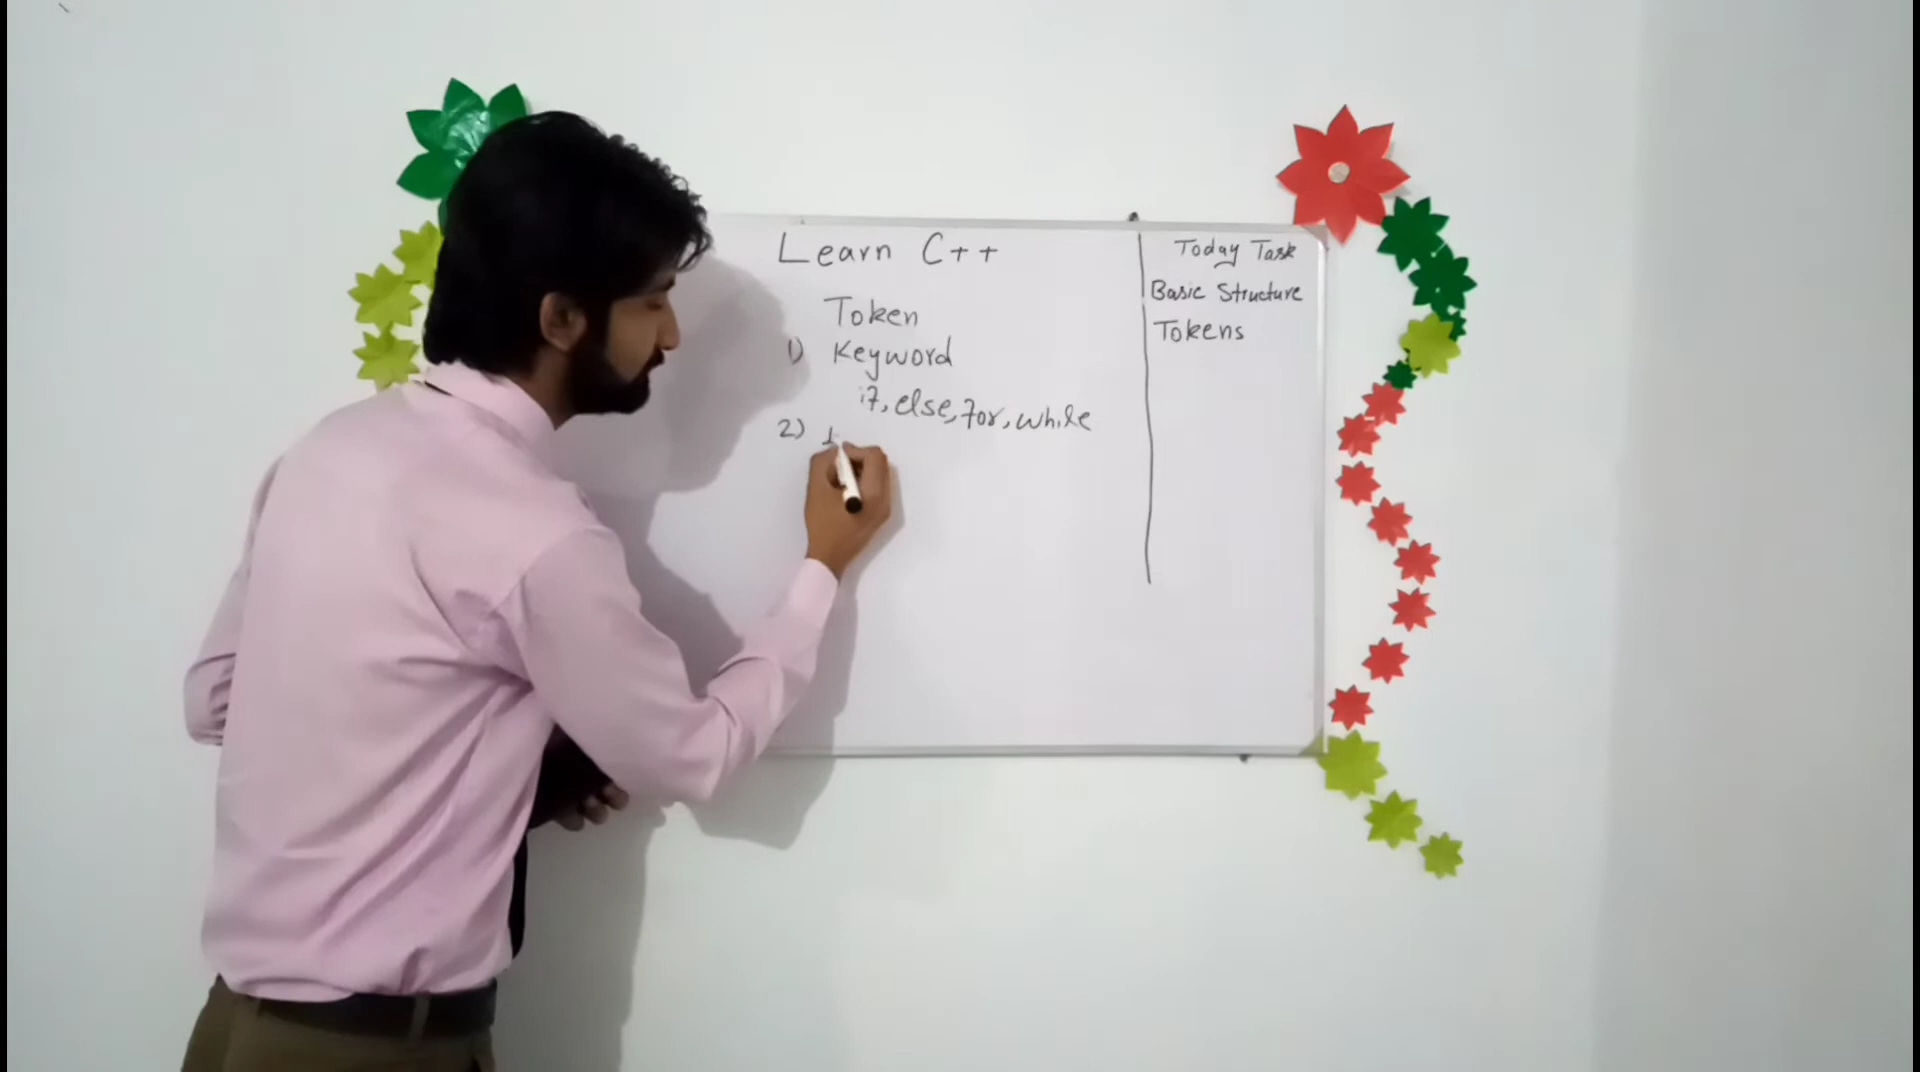 Learn C++
Token
1) Keyword
if, else, for, while
2)
Today Task
Basic Structure
Tokens